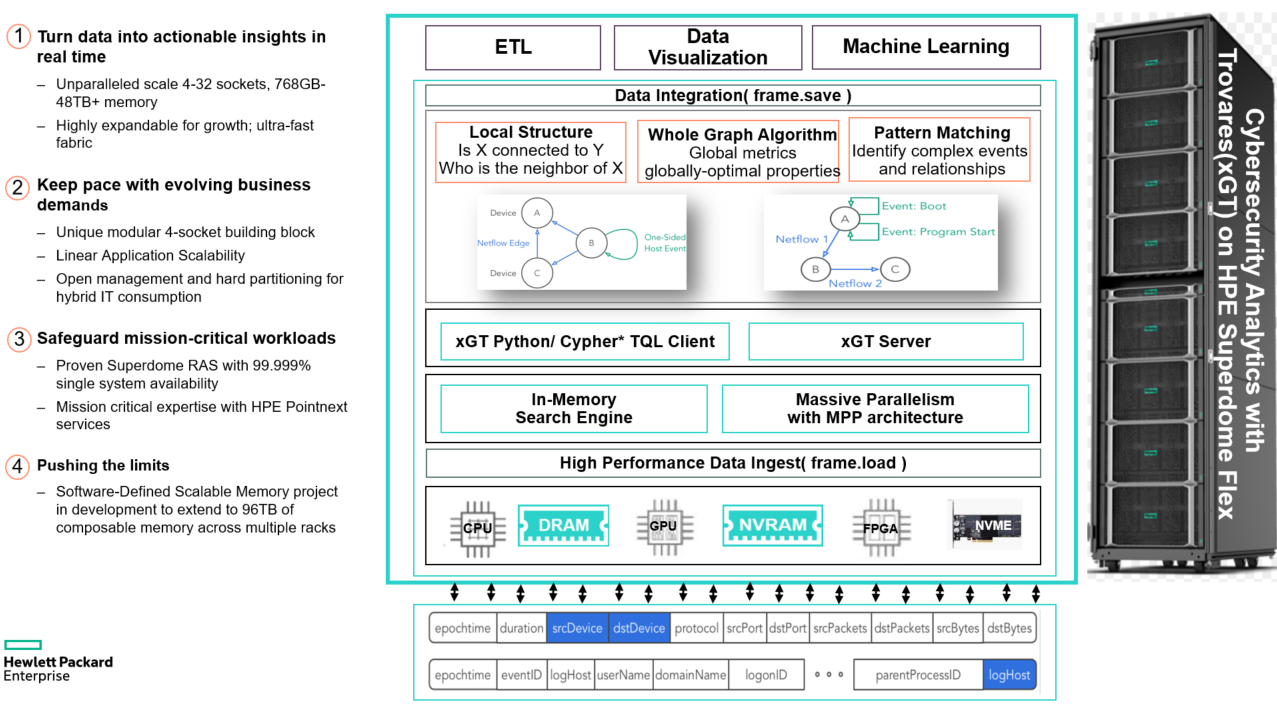 1 Turn data into actionable insights in
real time
– Unparalleled scale 4-32 sockets, 768GB-
48TB+ memory
– Highly expandable for growth; ultra-fast
fabric
2 Keep pace with evolving business
demands
– Unique modular 4-socket building block
– Linear Application Scalability
– Open management and hard partitioning for
hybrid IT consumption
3 Safeguard mission-critical workloads
– Proven Superdome RAS with 99.999%
single system availability
– Mission critical expertise with HPE Pointnext
services
4 Pushing the limits
– Software-Defined Scalable Memory project
in development to extend to 96TB of
composable memory across multiple racks
Hewlett Packard
Enterprise
ETL
Data
Visualization
Machine Learning
Data Integration( frame.save )
Local Structure
Is X connected to Y
Who is the neighbor of X
Whole Graph Algorithm
Global metrics
globally-optimal properties
Pattern Matching
Identify complex events
and relationships
Device A
Netflow Edge
B
One-Sided
Host Event
Device C
A
Event: Boot
Event: Program Start
Netflow 1
B
C
Netflow 2
xGT Python/ Cypher* TQL Client
xGT Server
In-Memory
Search Engine
Massive Parallelism
with MPP architecture
High Performance Data Ingest( frame.load )
CPU DRAM GPU NVRAM FPGA NVME
epochtime duration srcDevice dstDevice protocol srcPort dstPort srcPackets dstPackets srcBytes dstBytes
epochtime eventID logHost userName domainName logonID parentProcessID logHost
Cybersecurity Analytics with
Trovares(xGT) on HPE Superdome Flex